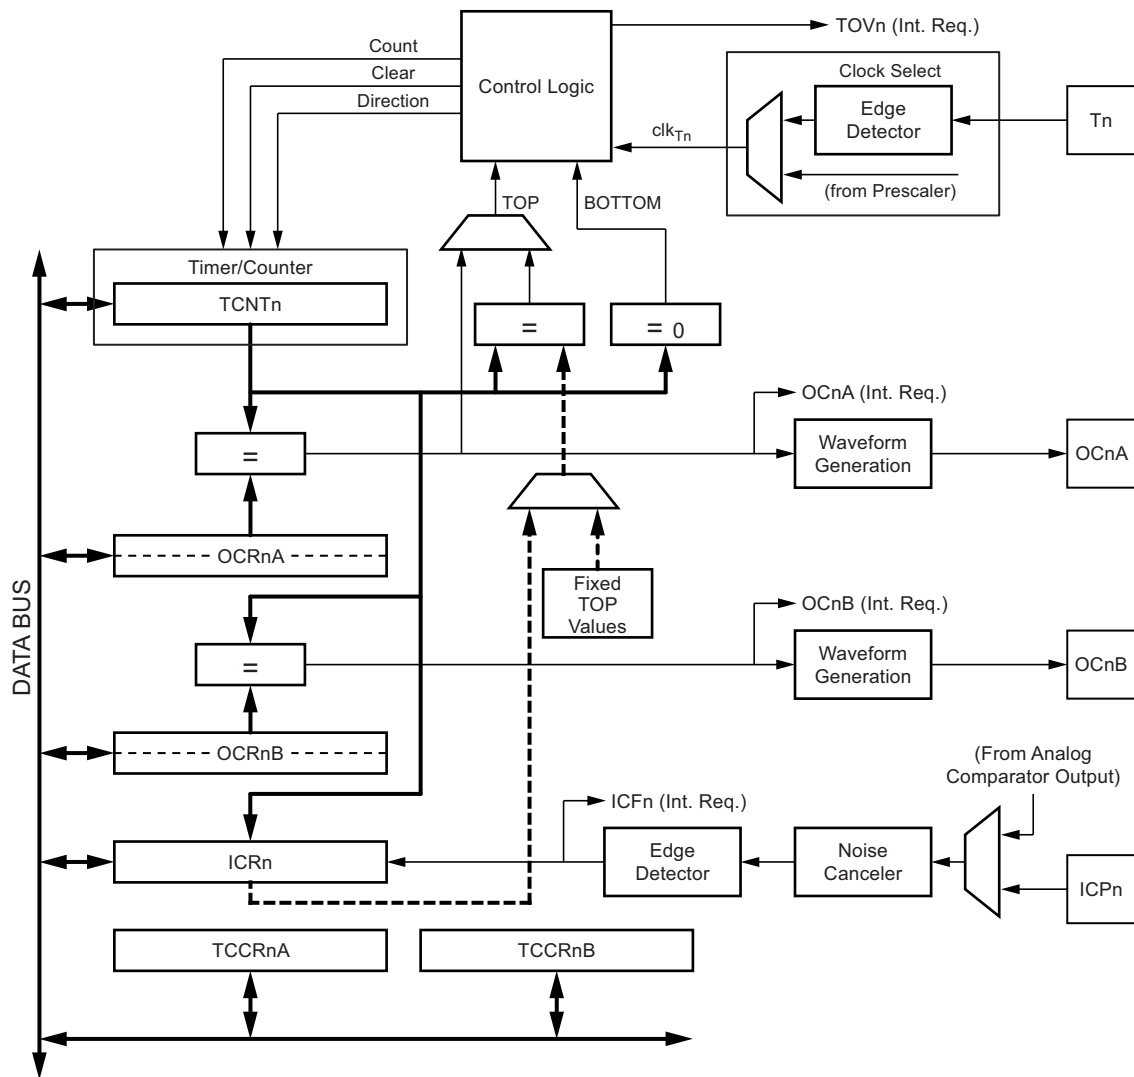 TOVn (Int. Req.)
Count
Clear
Direction
Control Logic
Clock Select
Edge
Detector
Tn
clkTn
(from Prescaler)
TOP
BOTTOM
Timer/Counter
TCNTn
=
= 0
OCnA (Int. Req.)
=
Waveform
Generation
OCnA
OCRnA
Fixed
TOP
Values
DATA BUS
OCnB (Int. Req.)
=
Waveform
Generation
OCnB
OCRnB
(From Analog
Comparator Output)
ICFn (Int. Req.)
ICRn
Edge
Detector
Noise
Canceler
ICPn
TCCRnA
TCCRnB